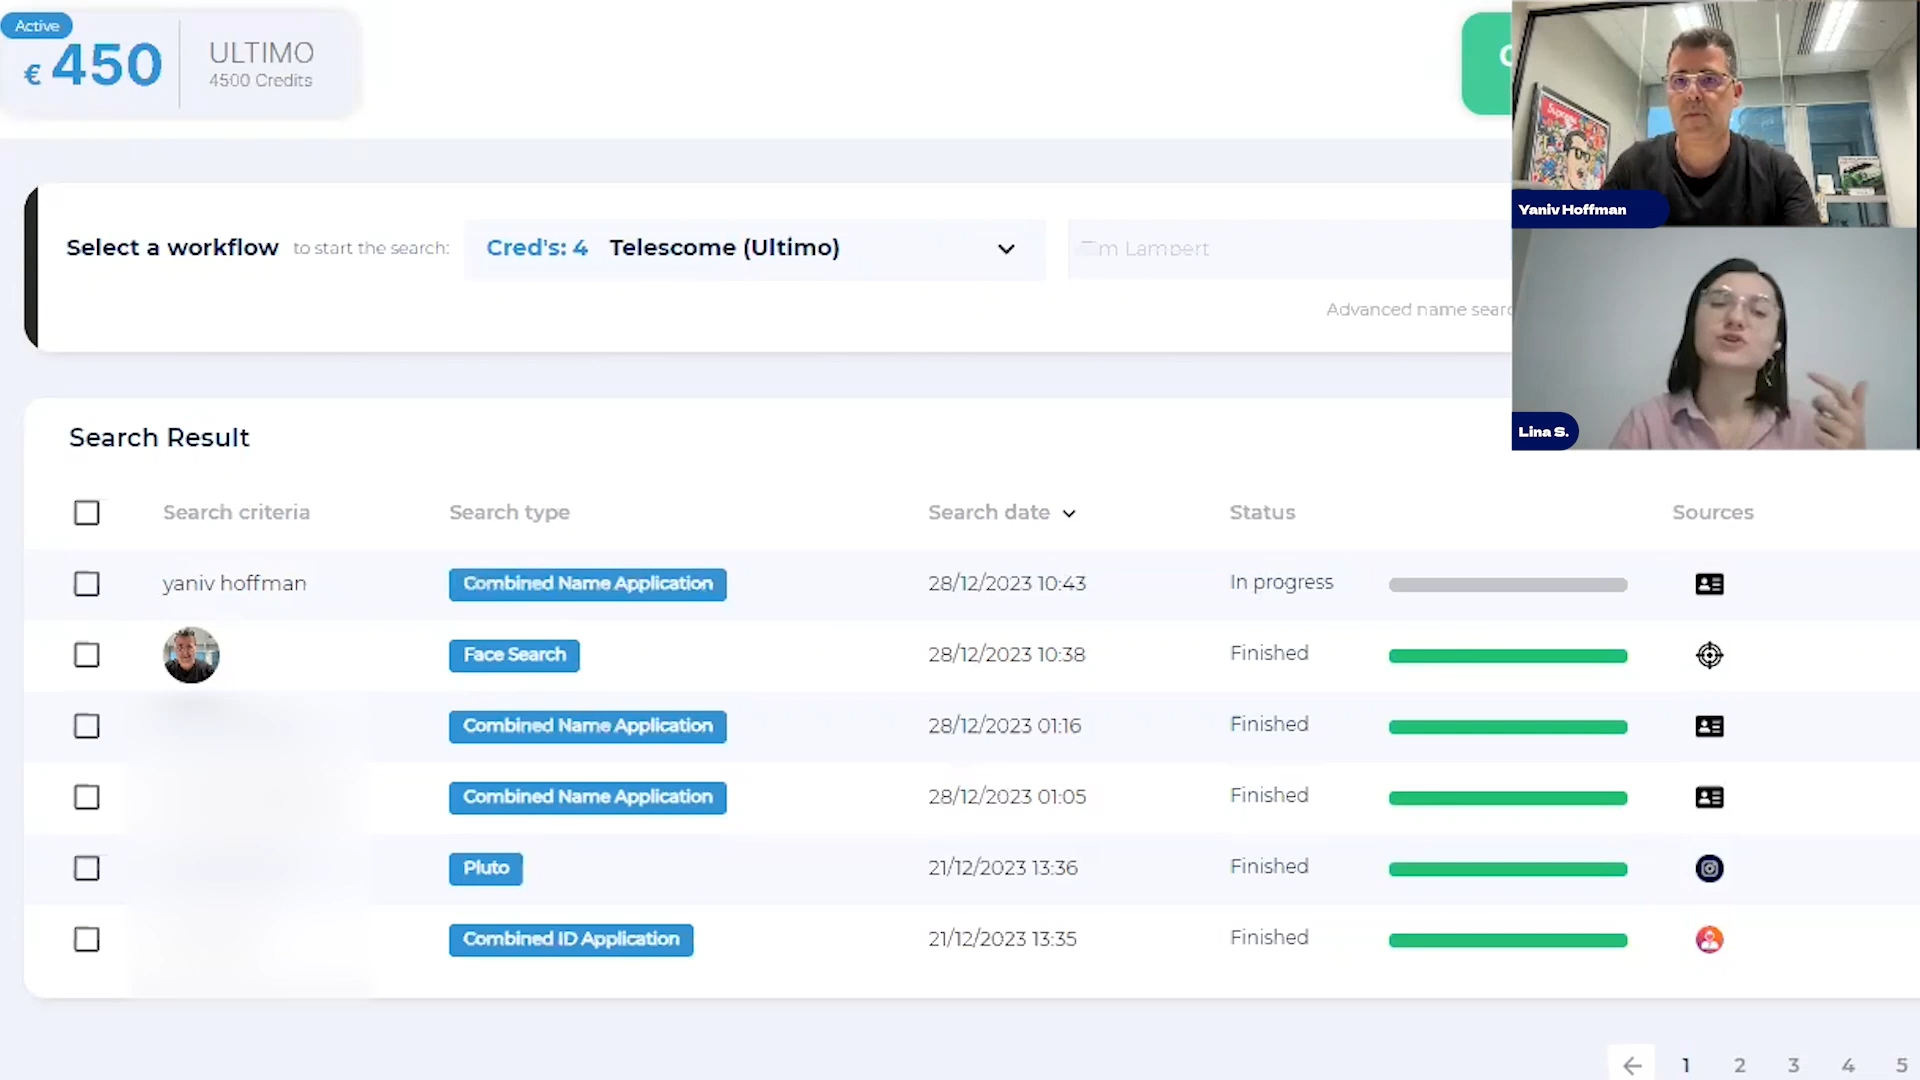 Active
€ 450
ULTIMO
4500 Credits
Select a workflow to start the search:
Cred's: 4 Telescome (Ultimo)
Lampert
Advanced name
Yaniv Hoffman
Lina S.
Search Result
Search criteria Search type Search date Status Sources
yaniv hoffman Combined Name Application 28/12/2023 10:43 In progress
Face Search 28/12/2023 10:38 Finished
Combined Name Application 28/12/2023 01:16 Finished
Combined Name Application 28/12/2023 01:05 Finished
Pluto 21/12/2023 13:36 Finished
Combined ID Application 21/12/2023 13:35 Finished
1 2 3 4 5